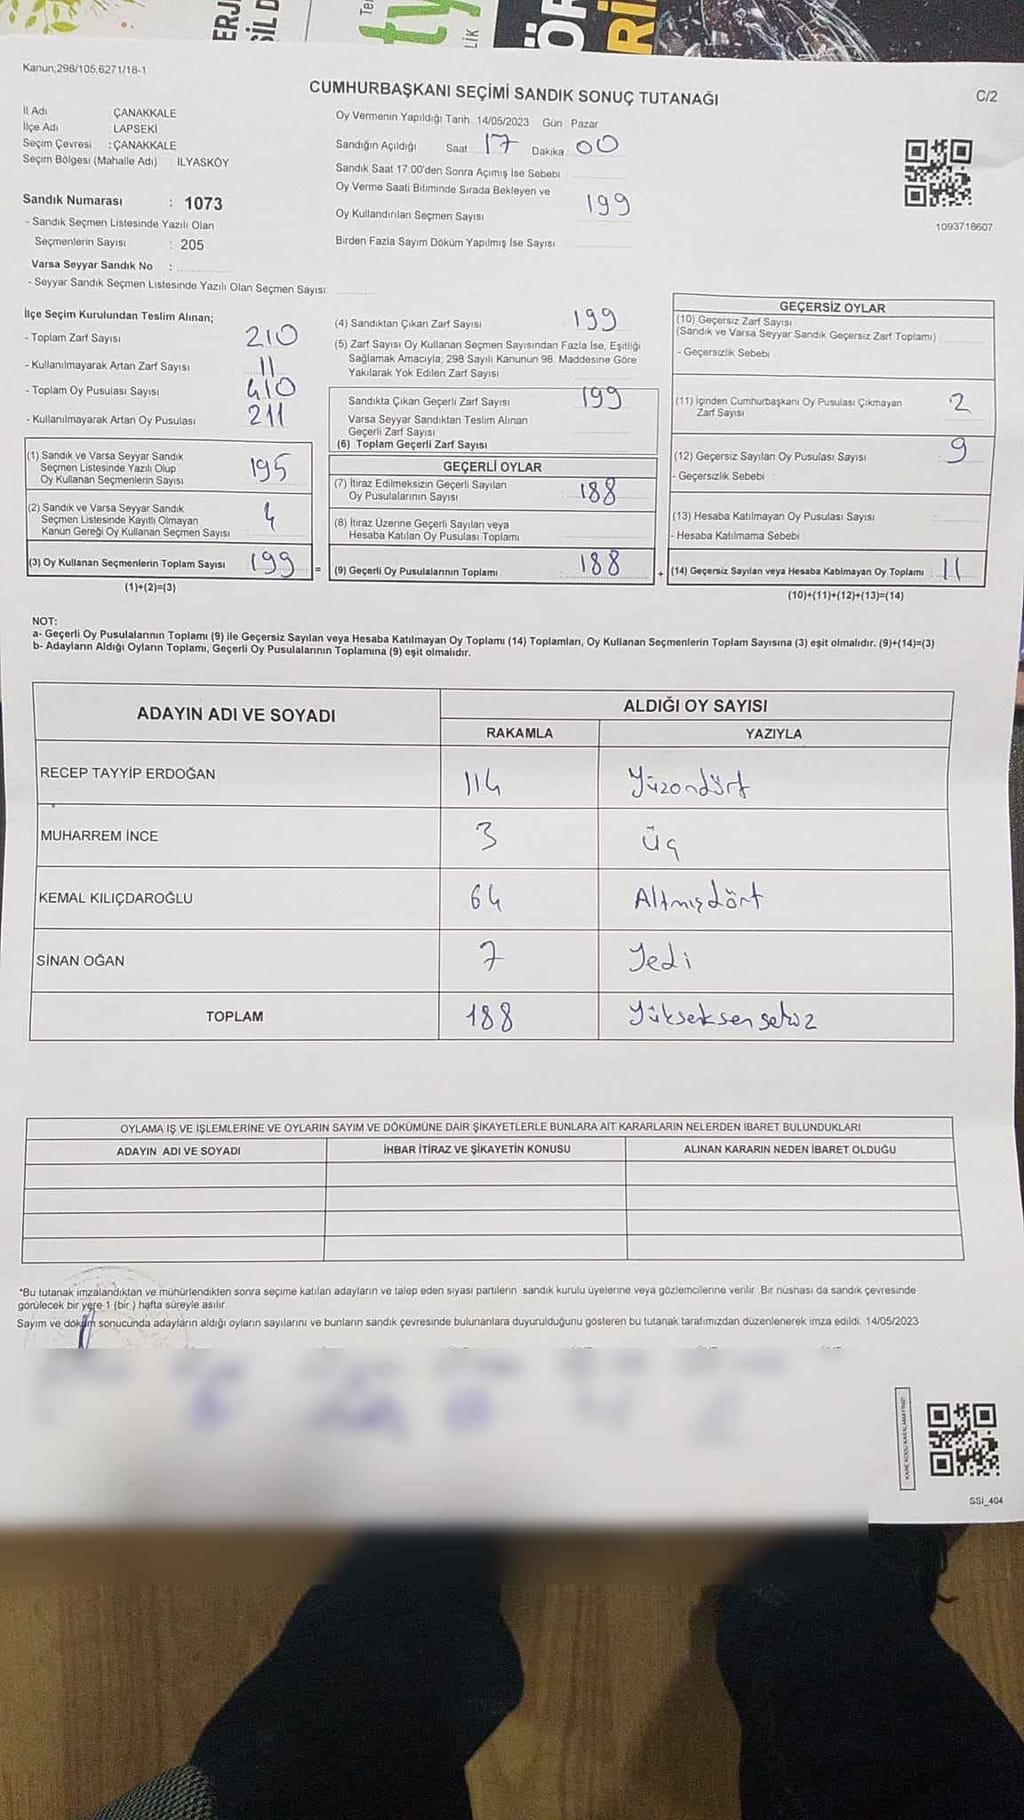 Kanun;298/105,6271/18-1
CUMHURBAŞKANI SEÇİMİ SANDIK SONUÇ TUTANAĞI
C/2
İl Adı : ÇANAKKALE
İlçe Adı : LAPSEKİ
Seçim Çevresi : ÇANAKKALE
Seçim Bölgesi (Mahalle Adı) : İLYASKÖY
Sandık Numarası : 1073
- Sandık Seçmen Listesinde Yazılı Olan
Seçmenlerin Sayısı : 205
Varsa Seyyar Sandık No :
- Seyyar Sandık Seçmen Listesinde Yazılı Olan Seçmen Sayısı:
Oy Vermenin Yapıldığı Tarih 14/05/2023 Gün : Pazar
Sandığın Açıldığı Saat 17 Dakika 00
Sandık Saat 17:00'den Sonra Açımış İse Sebebi
Oy Verme Saati Bitiminde Sırada Bekleyen ve
Oy Kullandırılan Seçmen Sayısı 199
Birden Fazla Sayım Döküm Yapılmış İse Sayısı
1093718607
İlçe Seçim Kurulundan Teslim Alınan;
- Toplam Zarf Sayısı 210
- Kullanılmayarak Artan Zarf Sayısı 11
- Toplam Oy Pusulası Sayısı 410
- Kullanılmayarak Artan Oy Pusulası 211
(1) Sandık ve Varsa Seyyar Sandık
Seçmen Listesinde Yazılı Olup
Oy Kullanan Seçmenlerin Sayısı 195
(2) Sandık ve Varsa Seyyar Sandık
Seçmen Listesinde Kayıtlı Olmayan
Kanun Gereği Oy Kullanan Seçmen Sayısı 4
(3) Oy Kullanan Seçmenlerin Toplam Sayısı 199 =
(1)+(2)=(3)
(4) Sandıktan Çıkan Zarf Sayısı 199
(5) Zarf Sayısı Oy Kullanan Seçmen Sayısından Fazla İse, Eşitliği
Sağlamak Amacıyla, 298 Sayılı Kanunun 98. Maddesine Göre
Yakılarak Yok Edilen Zarf Sayısı
Sandıkta Çıkan Geçerli Zarf Sayısı 199
Varsa Seyyar Sandıktan Teslim Alınan
Geçerli Zarf Sayısı
(6) Toplam Geçerli Zarf Sayısı
GEÇERLİ OYLAR
(7) İtiraz Edilmeksizin Geçerli Sayılan
Oy Pusulalarının Sayısı 188
(8) İtiraz Üzerine Geçerli Sayılan veya
Hesaba Katılan Oy Pusulası Toplamı
(9) Geçerli Oy Pusulalarının Toplamı 188 +
GEÇERSİZ OYLAR
(10) Geçersiz Zarf Sayısı
(Sandık ve Varsa Seyyar Sandık Geçersiz Zarf Toplamı)
- Geçersizlik Sebebi
(11) İçinden Cumhurbaşkanı Oy Pusulası Çıkmayan
Zarf Sayısı 2
(12) Geçersiz Sayılan Oy Pusulası Sayısı 9
- Geçersizlik Sebebi :
(13) Hesaba Katılmayan Oy Pusulası Sayısı
- Hesaba Katılmama Sebebi
(14) Geçersiz Sayılan veya Hesaba Katılmayan Oy Toplamı 11
(10)+(11)+(12)+(13)=(14)
NOT:
a- Geçerli Oy Pusulalarının Toplamı (9) ile Geçersiz Sayılan veya Hesaba Katılmayan Oy Toplamı (14) Toplamları, Oy Kullanan Seçmenlerin Toplam Sayısına (3) eşit olmalıdır. (9)+(14)=(3)
b- Adayların Aldığı Oyların Toplamı, Geçerli Oy Pusulalarının Toplamına (9) eşit olmalıdır.
ADAYIN ADI VE SOYADI ALDIĞI OY SAYISI
RAKAMLA YAZIYLA
RECEP TAYYİP ERDOĞAN 114 Yüzondört
MUHARREM İNCE 3 Üç
KEMAL KILIÇDAROĞLU 64 Altmışdört
SİNAN OĞAN 7 Yedi
TOPLAM 188 Yükseksensekiz
OYLAMA İŞ VE İŞLEMLERİNE VE OYLARIN SAYIM VE DÖKÜMÜNE DAİR ŞİKAYETLERLE BUNLARA AİT KARARLARIN NELERDEN İBARET BULUNDUKLARI
ADAYIN ADI VE SOYADI İHBAR İTİRAZ VE ŞİKAYETİN KONUSU ALINAN KARARIN NEDEN İBARET OLDUĞU
*Bu tutanak imzalandıktan ve mühürlendikten sonra seçime katılan adayların ve talep eden siyasi partilerin sandık kurulu üyelerine veya gözlemcilerine verilir. Bir nüshası da sandık çevresinde
görülecek bir yere 1 (bir ) hafta süreyle asılır.
Sayım ve döküm sonucunda adayların aldığı oyların sayılarını ve bunların sandık çevresinde bulunanlara duyurulduğunu gösteren bu tutanak tarafımızdan düzenlenerek imza edildi. 14/05/2023
SSİ_404